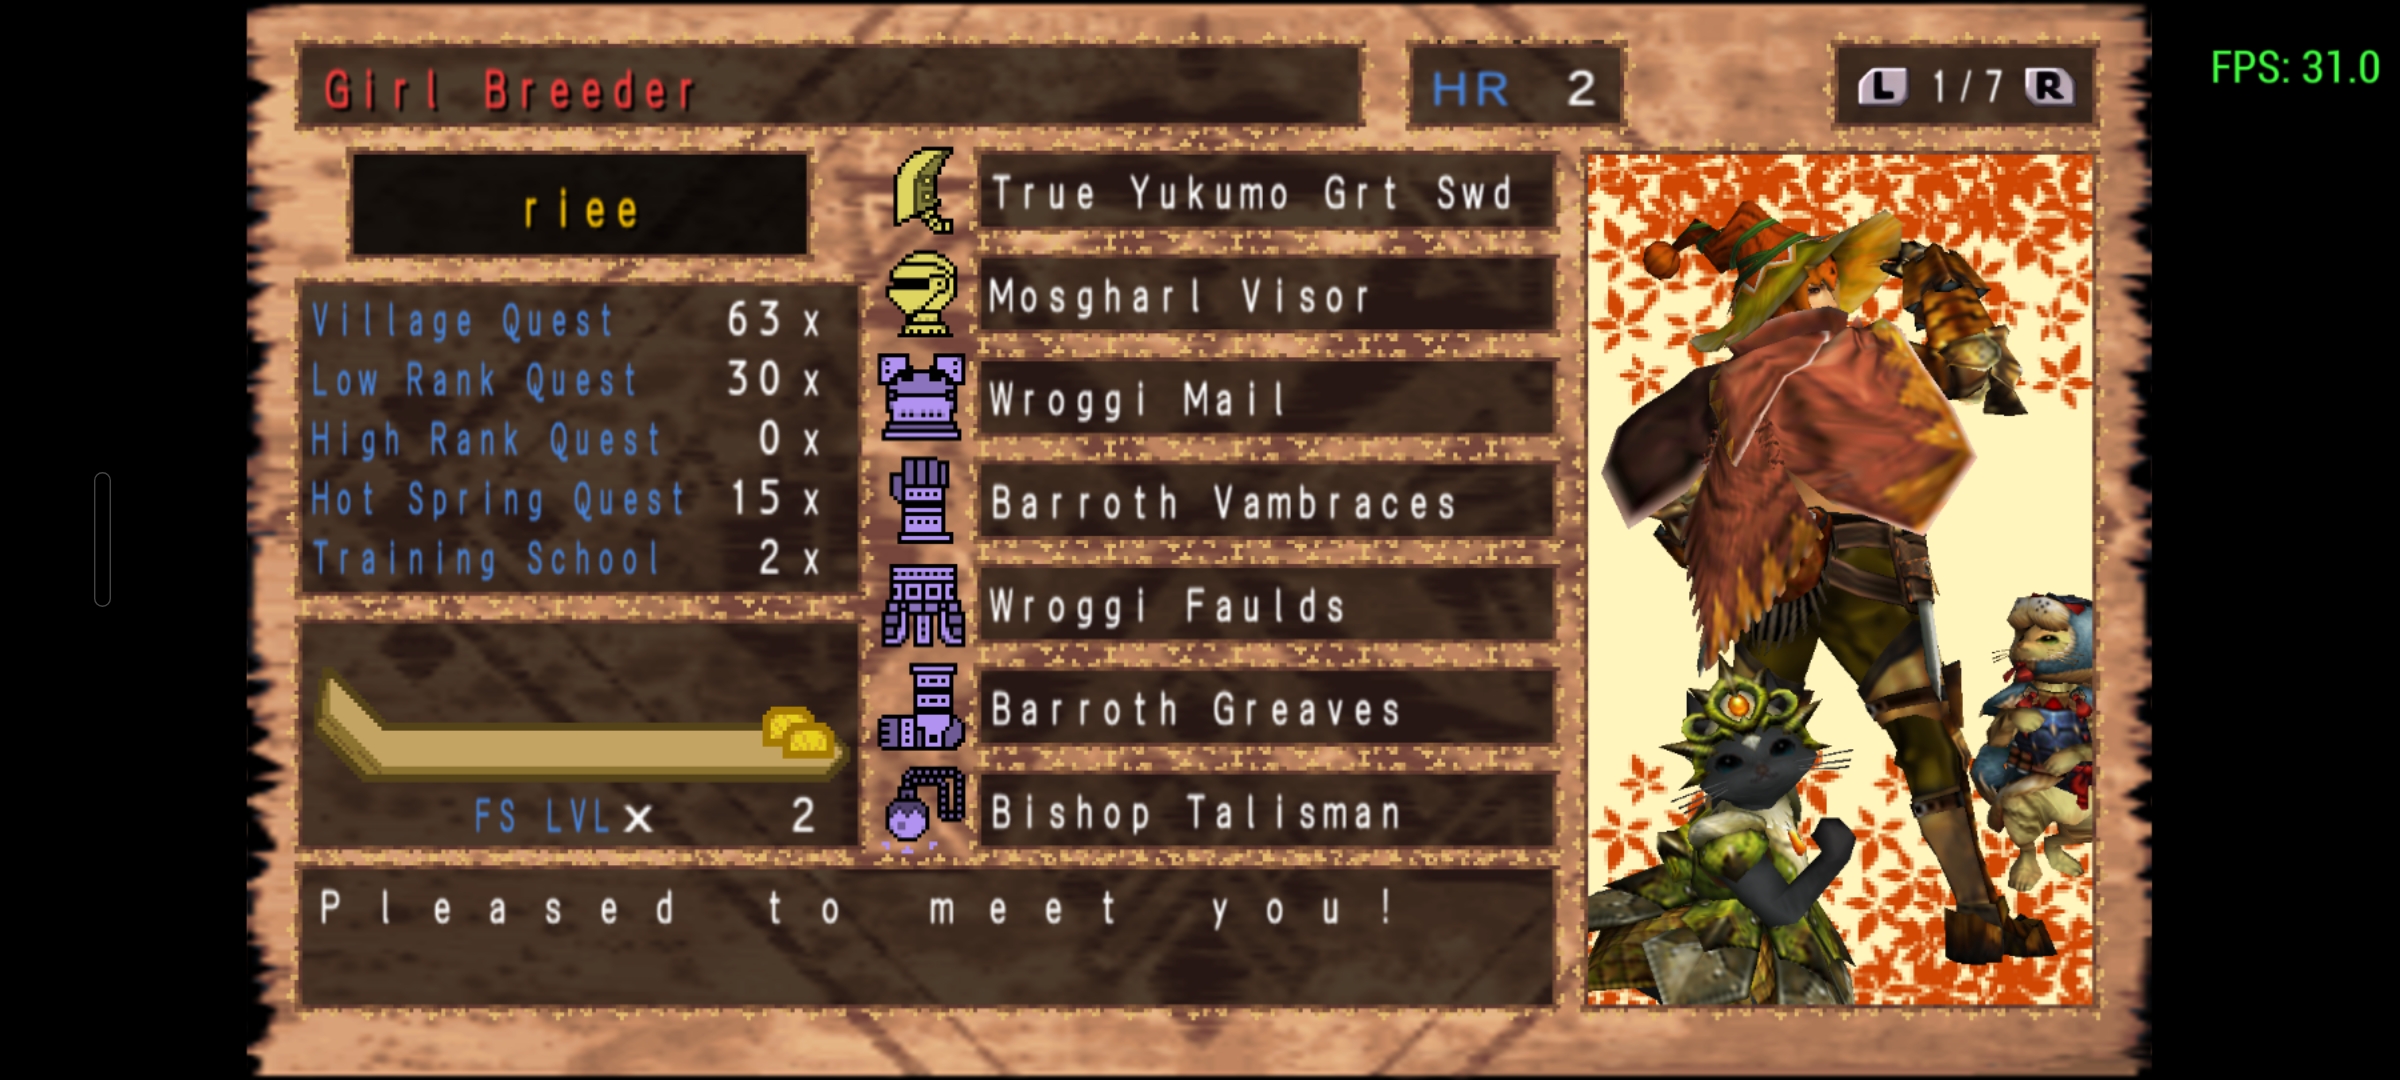 FPS: 31.0
Girl Breeder
HR 2
L 1/7 R
riee
Village Quest 63 x
Low Rank Quest 30 x
High Rank Quest 0 x
Hot Spring Quest 15 x
Training School 2 x
FS LVL x 2
True Yukumo Grt Swd
Mosgharl Visor
Wroggi Mail
Barroth Vambraces
Wroggi Faulds
Barroth Greaves
Bishop Talisman
Pleased to meet you!